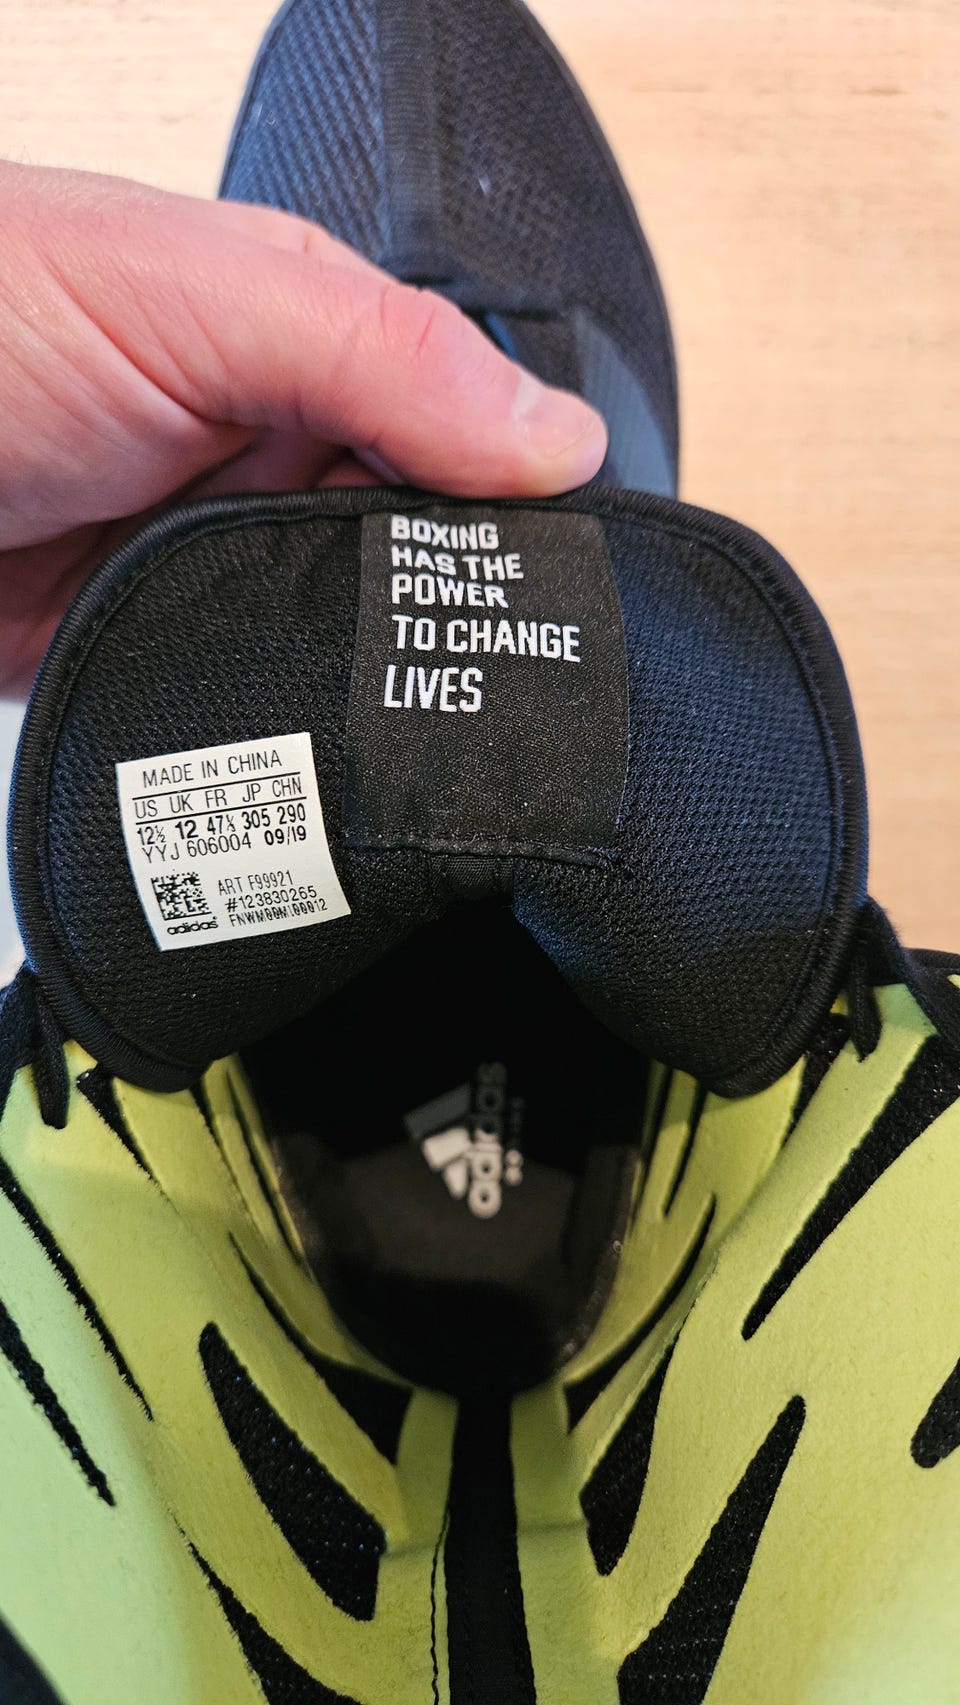 BOXING
HAS THE
POWER
TO CHANGE
LIVES
MADE IN CHINA
US UK FR JP CHN
12½ 12 47⅓ 305 290
YYJ 606004 09/19
ART F99921
#123830265
adidas
adidas